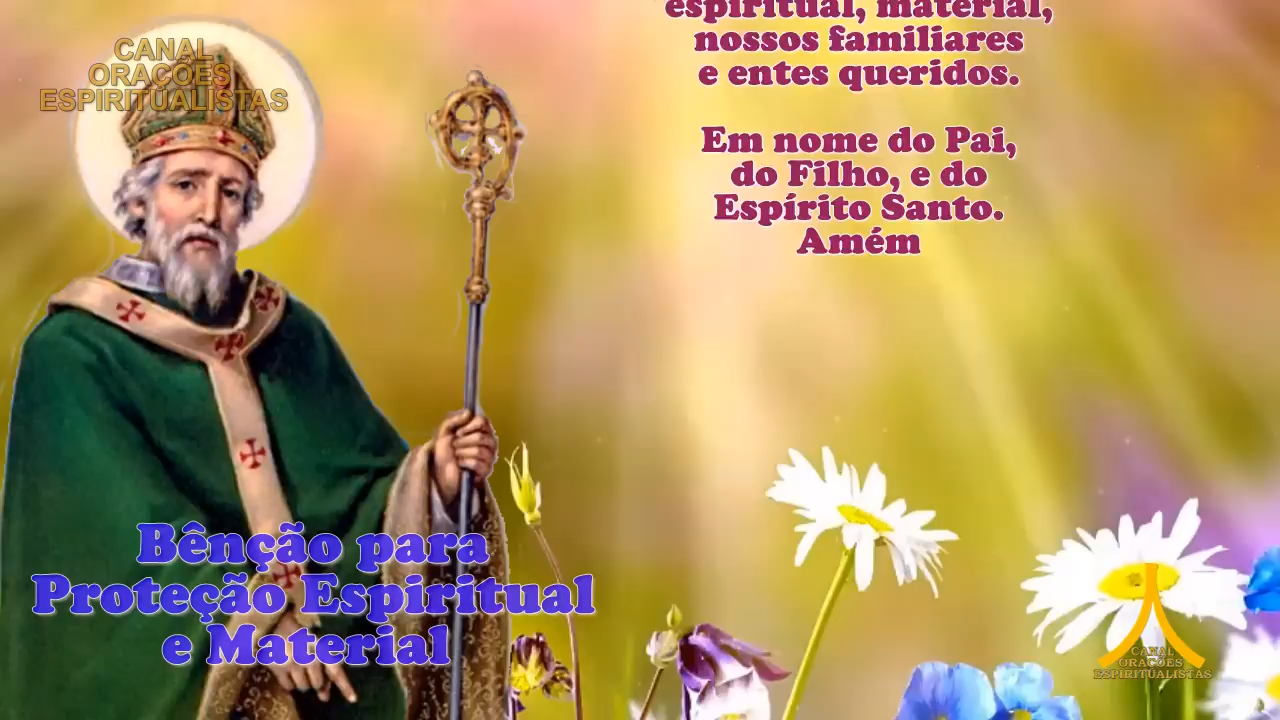 CANAL
ORAÇÕES
ESPIRITUALISTAS
espiritual, material,
nossos familiares
e entes queridos.
Em nome do Pai,
do Filho, e do
Espírito Santo.
Amém
Bênção para
Proteção Espiritual
e Material
CANAL
ORAÇÕES
ESPIRITUALISTAS